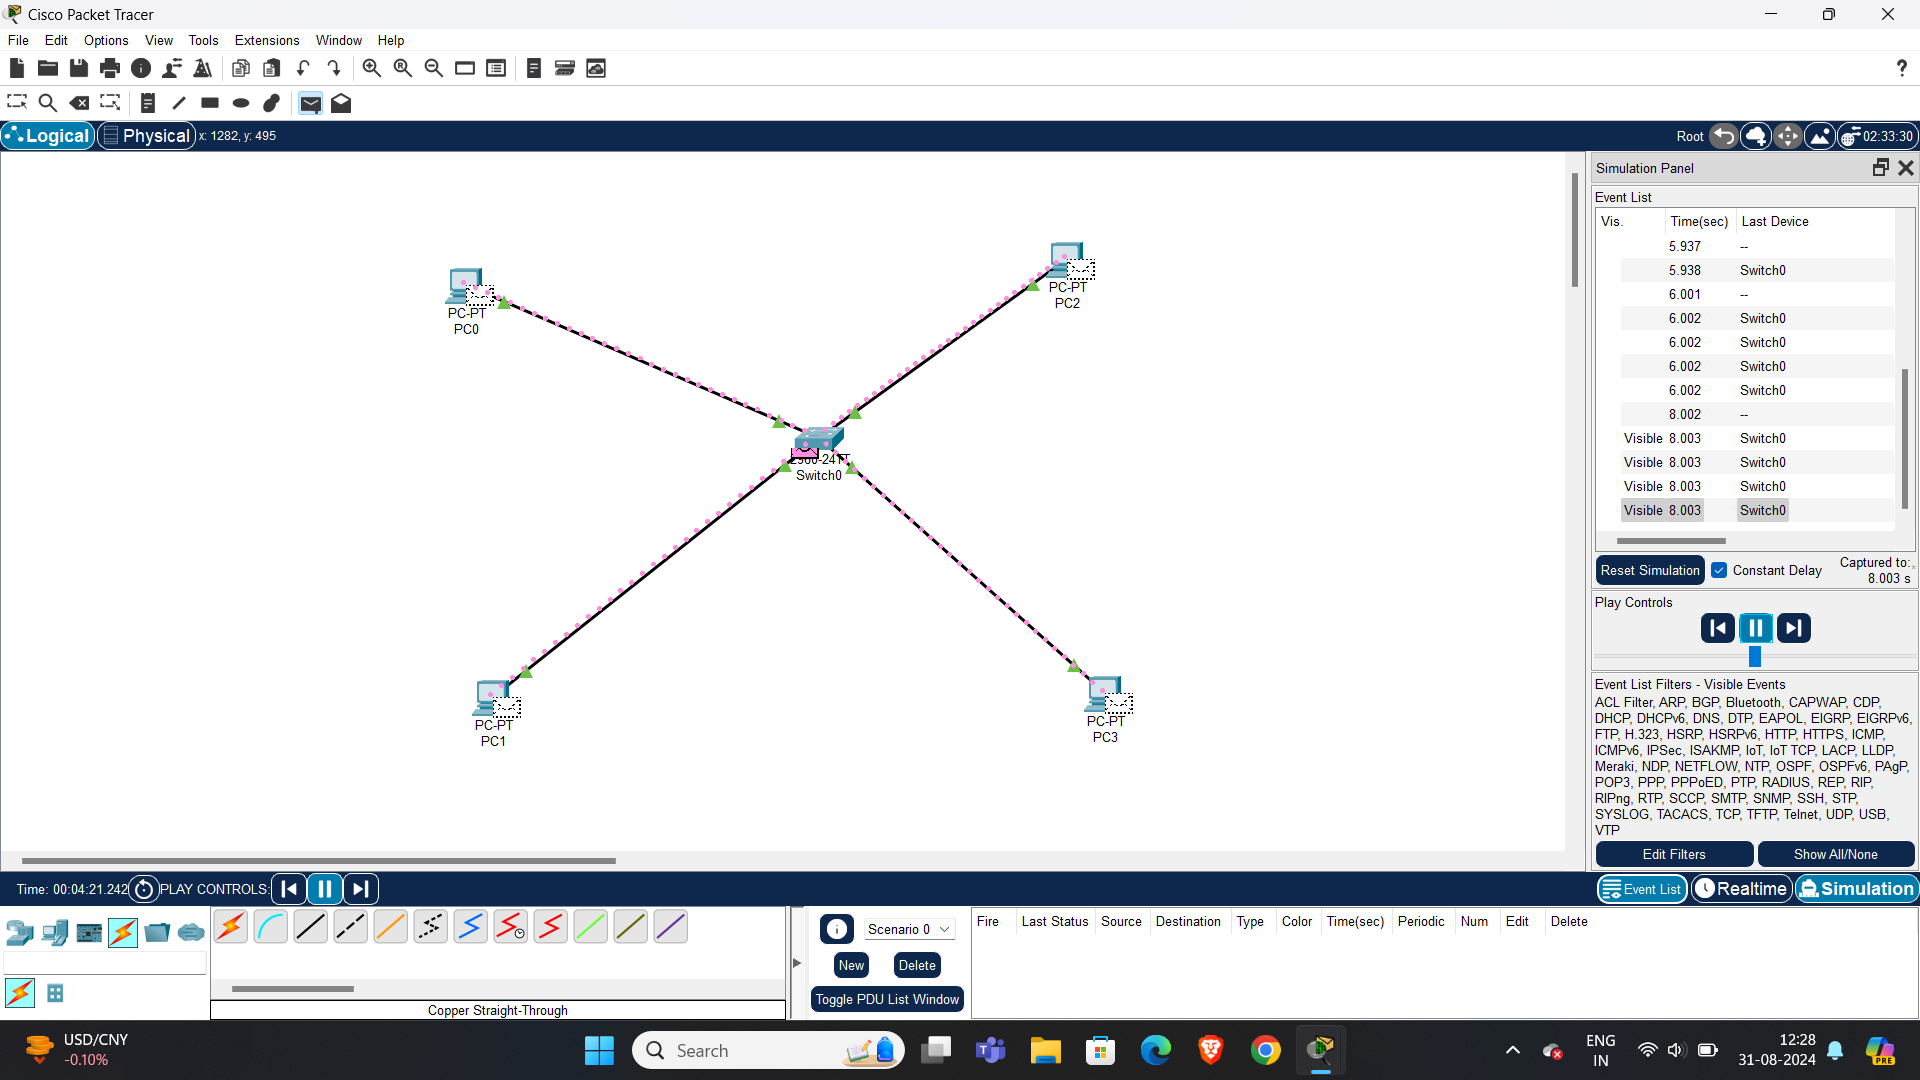 Cisco Packet Tracer
File Edit Options View Tools Extensions Window Help
?
Logical Physical x: 1282, y: 495
Root 02:33:30
PC-PT
PC0
PC-PT
PC2
Switch0
PC-PT
PC1
PC-PT
PC3
Simulation Panel
Event List
Vis. Time(sec) Last Device
5.937 --
5.938 Switch0
6.001 --
6.002 Switch0
6.002 Switch0
6.002 Switch0
6.002 Switch0
8.002 --
Visible 8.003 Switch0
Visible 8.003 Switch0
Visible 8.003 Switch0
Visible 8.003 Switch0
Reset Simulation Constant Delay Captured to:
8.003 s
Play Controls
Event List Filters - Visible Events
ACL Filter, ARP, BGP, Bluetooth, CAPWAP, CDP,
DHCP, DHCPv6, DNS, DTP, EAPOL, EIGRP, EIGRPv6,
FTP, H.323, HSRP, HSRPv6, HTTP, HTTPS, ICMP,
ICMPv6, IPSec, ISAKMP, IoT, IoT TCP, LACP, LLDP,
Meraki, NDP, NETFLOW, NTP, OSPF, OSPFv6, PAgP,
POP3, PPP, PPPoED, PTP, RADIUS, REP, RIP,
RIPng, RTP, SCCP, SMTP, SNMP, SSH, STP,
SYSLOG, TACACS, TCP, TFTP, Telnet, UDP, USB,
VTP
Edit Filters Show All/None
Time: 00:04:21.242 PLAY CONTROLS:
Event List Realtime Simulation
Scenario 0
New Delete
Toggle PDU List Window
Fire Last Status Source Destination Type Color Time(sec) Periodic Num Edit Delete
Copper Straight-Through
USD/CNY
-0.10%
Search
ENG
IN
12:28
31-08-2024
PRE